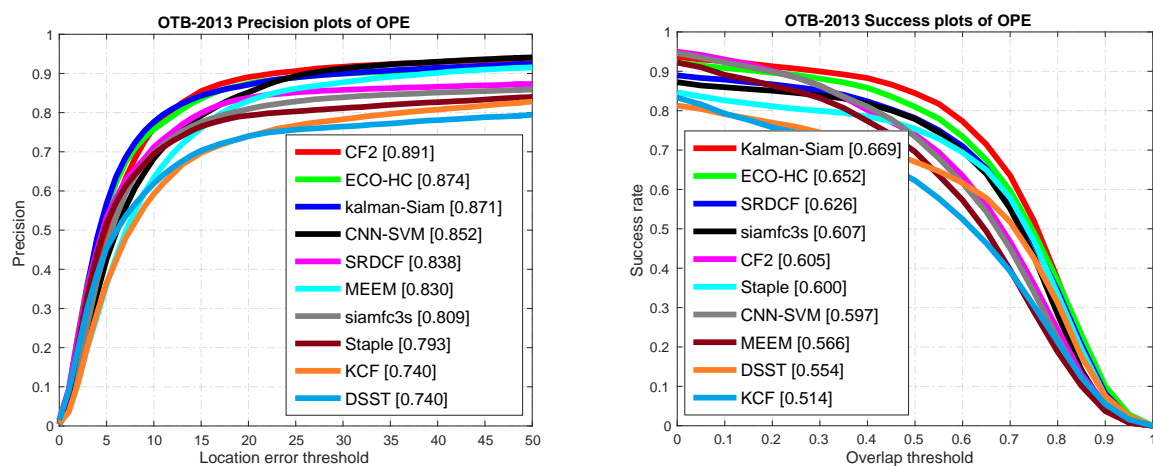 OTB-2013 Precision plots of OPE
1
0.9
0.8
0.7
0.6
0.5
0.4
0.3
0.2
0.1
0
Precision
CF2 [0.891]
ECO-HC [0.874]
kalman-Siam [0.871]
CNN-SVM [0.852]
SRDCF [0.838]
MEEM [0.830]
siamfc3s [0.809]
Staple [0.793]
KCF [0.740]
DSST [0.740]
0 5 10 15 20 25 30 35 40 45 50
Location error threshold
OTB-2013 Success plots of OPE
1
0.9
0.8
0.7
0.6
0.5
0.4
0.3
0.2
0.1
0
Success rate
Kalman-Siam [0.669]
ECO-HC [0.652]
SRDCF [0.626]
siamfc3s [0.607]
CF2 [0.605]
Staple [0.600]
CNN-SVM [0.597]
MEEM [0.566]
DSST [0.554]
KCF [0.514]
0 0.1 0.2 0.3 0.4 0.5 0.6 0.7 0.8 0.9 1
Overlap threshold